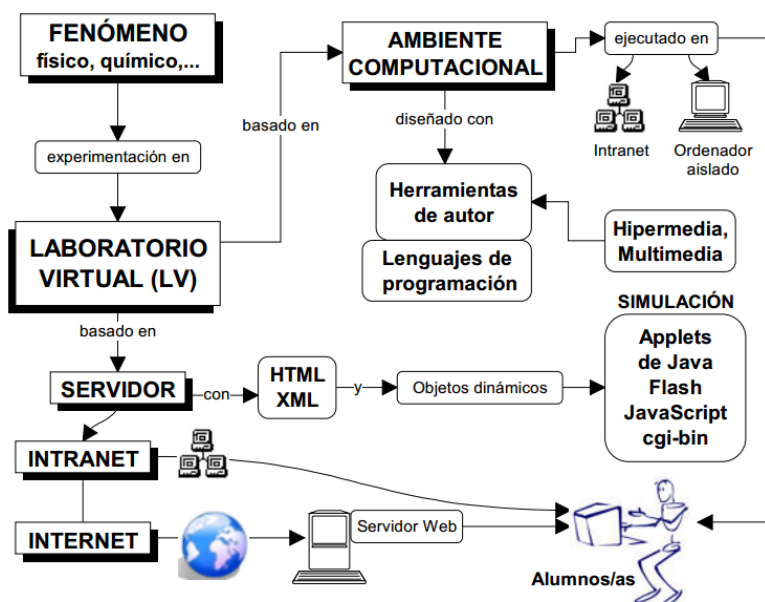 FENÓMENO
físico, químico,...
AMBIENTE
COMPUTACIONAL
ejecutado en
Intranet
Ordenador
aislado
basado en
diseñado con
experimentación en
Herramientas
de autor
Lenguajes de
programación
Hipermedia,
Multimedia
LABORATORIO
VIRTUAL (LV)
basado en
SERVIDOR
con
HTML
XML
y
Objetos dinámicos
SIMULACIÓN
Applets
de Java
Flash
JavaScript
cgi-bin
INTRANET
INTERNET
Servidor Web
Alumnos/as